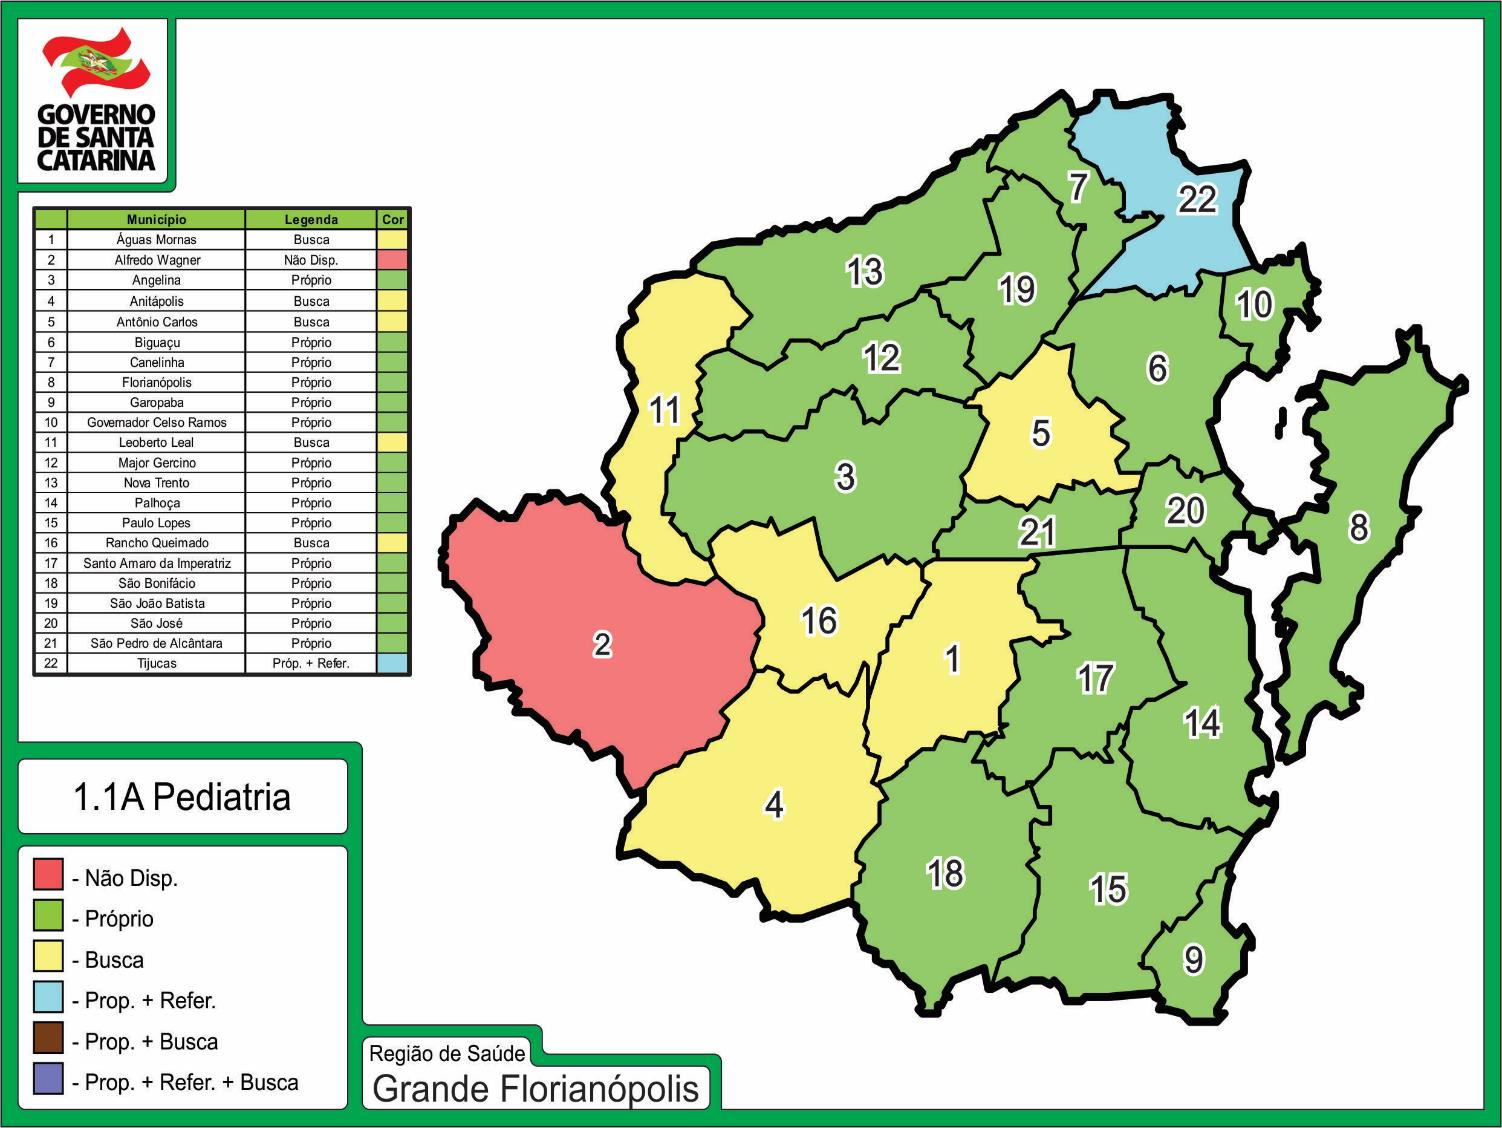 GOVERNO
DE SANTA
CATARINA
Município Legenda Cor
1 Águas Mornas Busca
2 Alfredo Wagner Não Disp.
3 Angelina Próprio
4 Anitápolis Busca
5 Antônio Carlos Busca
6 Biguaçu Próprio
7 Canelinha Próprio
8 Florianópolis Próprio
9 Garopaba Próprio
10 Governador Celso Ramos Próprio
11 Leoberto Leal Busca
12 Major Gercino Próprio
13 Nova Trento Próprio
14 Palhoça Próprio
15 Paulo Lopes Próprio
16 Rancho Queimado Busca
17 Santo Amaro da Imperatriz Próprio
18 São Bonifácio Próprio
19 São João Batista Próprio
20 São José Próprio
21 São Pedro de Alcântara Próprio
22 Tijucas Próp. + Refer.
7
22
13
19
10
12
6
11
5
3
20
21
8
16
2
1
17
14
4
18
15
9
1.1A Pediatria
- Não Disp.
- Próprio
- Busca
- Prop. + Refer.
- Prop. + Busca
- Prop. + Refer. + Busca
Região de Saúde
Grande Florianópolis